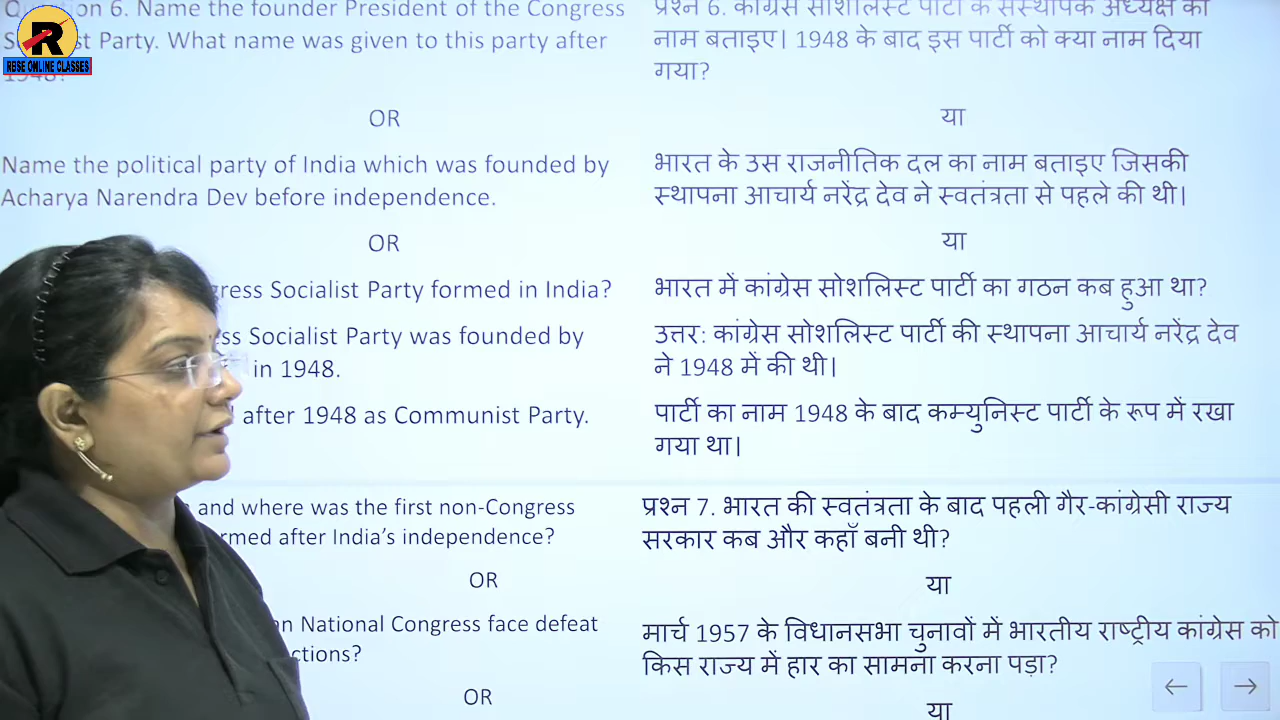 R
RBSE ONLINE CLASSES
6. Name the founder President of the Congress
Party. What name was given to this party after
1948?
OR
Name the political party of India which was founded by
Acharya Narendra Dev before independence.
OR
Socialist Party formed in India?
Socialist Party was founded by
in 1948.
after 1948 as Communist Party.
and where was the first non-Congress
after India’s independence?
OR
National Congress face defeat
OR
प्रश्न 6. कांग्रेस सोशलिस्ट पार्टी के संस्थापक अध्यक्ष का
नाम बताइए। 1948 के बाद इस पार्टी को क्या नाम दिया
गया?
या
भारत के उस राजनीतिक दल का नाम बताइए जिसकी
स्थापना आचार्य नरेंद्र देव ने स्वतंत्रता से पहले की थी।
या
भारत में कांग्रेस सोशलिस्ट पार्टी का गठन कब हुआ था?
उत्तर: कांग्रेस सोशलिस्ट पार्टी की स्थापना आचार्य नरेंद्र देव
ने 1948 में की थी।
पार्टी का नाम 1948 के बाद कम्युनिस्ट पार्टी के रूप में रखा
गया था।
प्रश्न 7. भारत की स्वतंत्रता के बाद पहली गैर-कांग्रेसी राज्य
सरकार कब और कहाँ बनी थी?
या
मार्च 1957 के विधानसभा चुनावों में भारतीय राष्ट्रीय कांग्रेस को
किस राज्य में हार का सामना करना पड़ा?
या